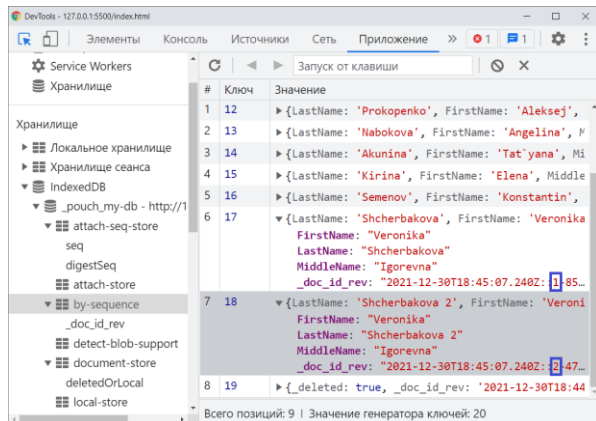 DevTools - 127.0.0.1:5500/index.html
Элементы Консоль Источники Сеть Приложение » 1 1
Service Workers
Хранилище
Хранилище
Локальное хранилище
Хранилище сеанса
IndexedDB
_pouch_my-db - http://1
attach-seq-store
seq
digestSeq
attach-store
by-sequence
_doc_id_rev
detect-blob-support
document-store
deletedOrLocal
local-store
Запуск от клавиши
# Ключ Значение
1 12 {LastName: 'Prokopenko', FirstName: 'Aleksej',
2 13 {LastName: 'Nabokova', FirstName: 'Angelina', M
3 14 {LastName: 'Akunina', FirstName: 'Tat`yana', Mi
4 15 {LastName: 'Kirina', FirstName: 'Elena', Middle
5 16 {LastName: 'Semenov', FirstName: 'Konstantin',
6 17 {LastName: 'Shcherbakova', FirstName: 'Veronika
FirstName: "Veronika"
LastName: "Shcherbakova"
MiddleName: "Igorevna"
_doc_id_rev: "2021-12-30T18:45:07.240Z::1-85…
7 18 {LastName: 'Shcherbakova 2', FirstName: 'Veroni
FirstName: "Veronika"
LastName: "Shcherbakova 2"
MiddleName: "Igorevna"
_doc_id_rev: "2021-12-30T18:45:07.240Z::2-47…
8 19 {_deleted: true, _doc_id_rev: '2021-12-30T18:44
Всего позиций: 9 | Значение генератора ключей: 20